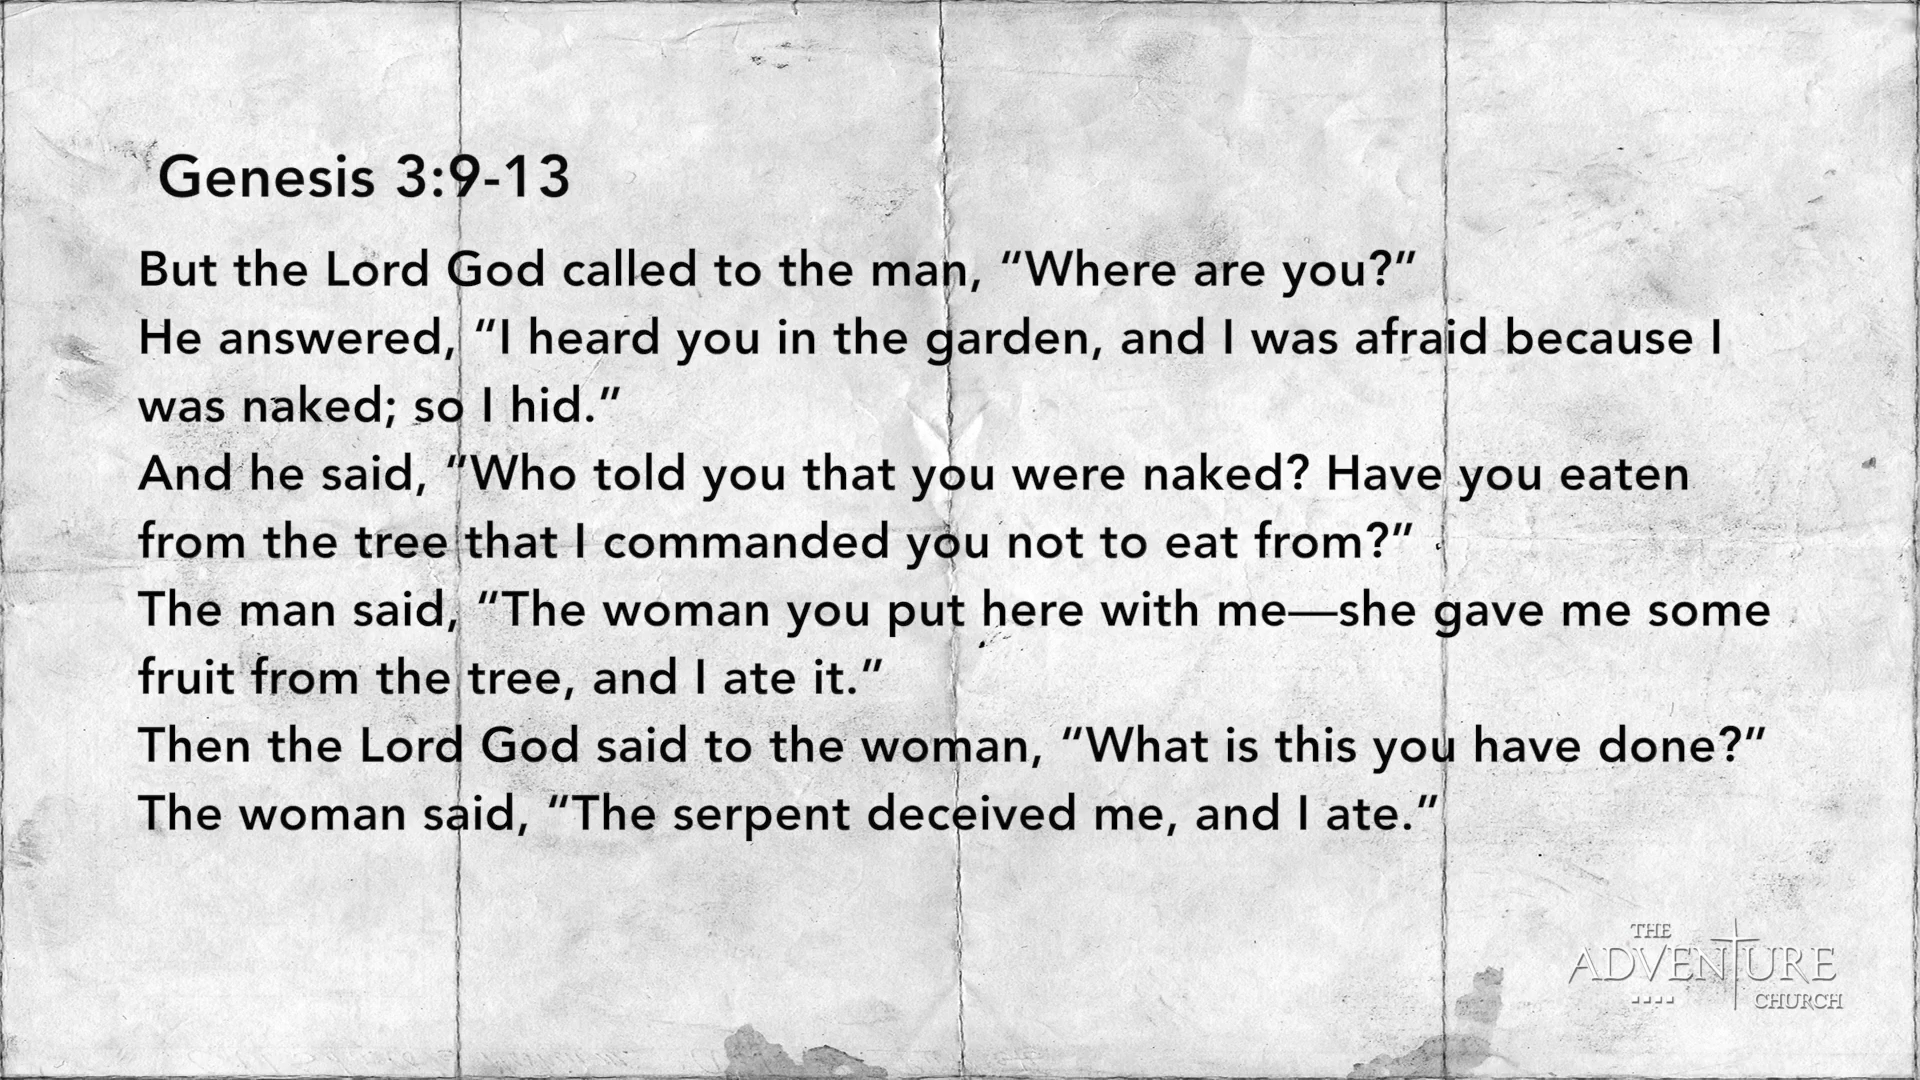 Genesis 3:9-13
But the Lord God called to the man, “Where are you?”
He answered, “I heard you in the garden, and I was afraid because I
was naked; so I hid.”
And he said, “Who told you that you were naked? Have you eaten
from the tree that I commanded you not to eat from?”
The man said, “The woman you put here with me—she gave me some
fruit from the tree, and I ate it.”
Then the Lord God said to the woman, “What is this you have done?”
The woman said, “The serpent deceived me, and I ate.”
THE
ADVENTURE
CHURCH